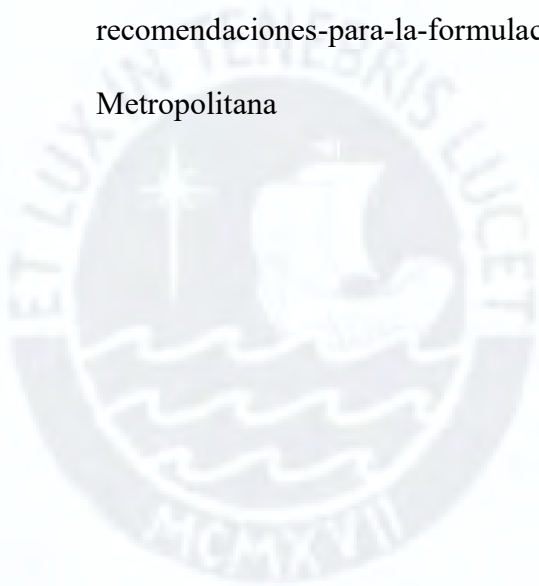 recomendaciones-para-la-formulac
Metropolitana
ET LUX IN TENEBRIS LUCET
MCMXVII